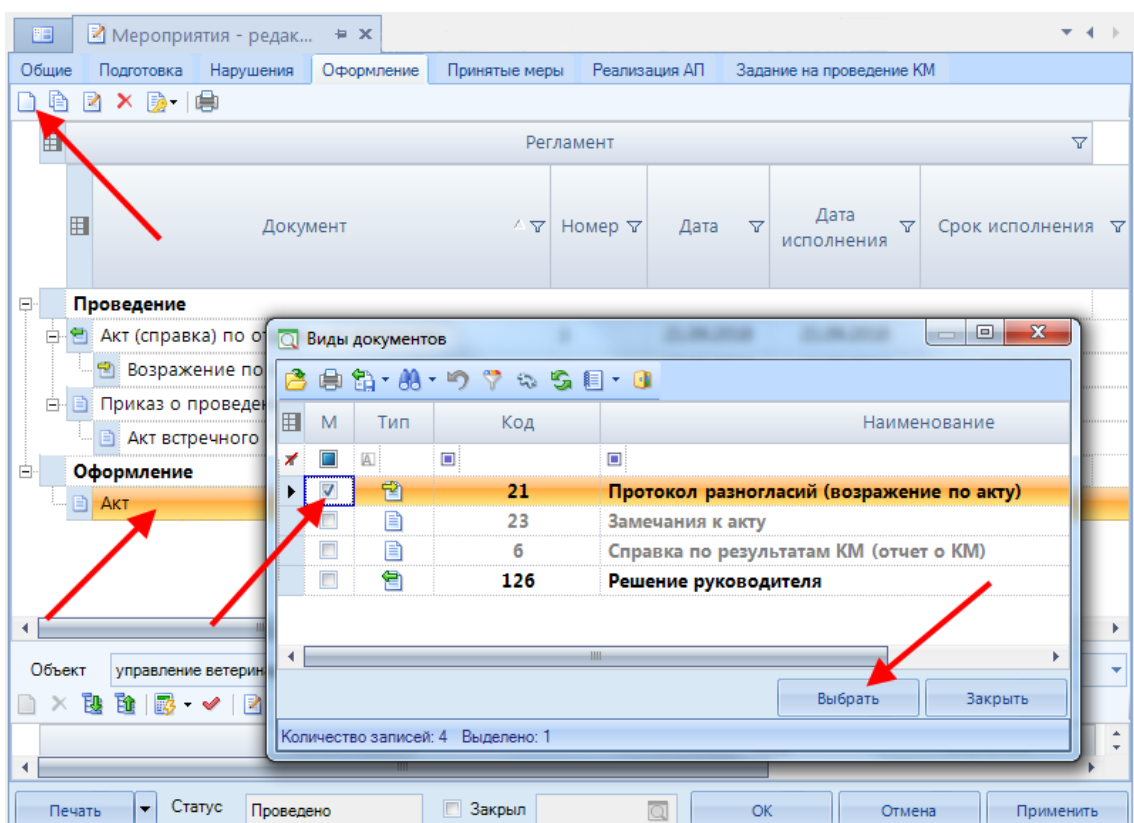 Мероприятия - редак...
Общие Подготовка Нарушения Оформление Принятые меры Реализация АП Задание на проведение КМ
Регламент
Документ Номер Дата Дата исполнения Срок исполнения
Проведение
Акт (справка) по от
Возражение по
Приказ о проведен
Акт встречного
Оформление
Акт
Виды документов
М Тип Код Наименование
21 Протокол разногласий (возражение по акту)
23 Замечания к акту
6 Справка по результатам КМ (отчет о КМ)
126 Решение руководителя
Выбрать Закрыть
Количество записей: 4 Выделено: 1
Объект управление ветерин
Печать Статус Проведено Закрыл ОК Отмена Применить